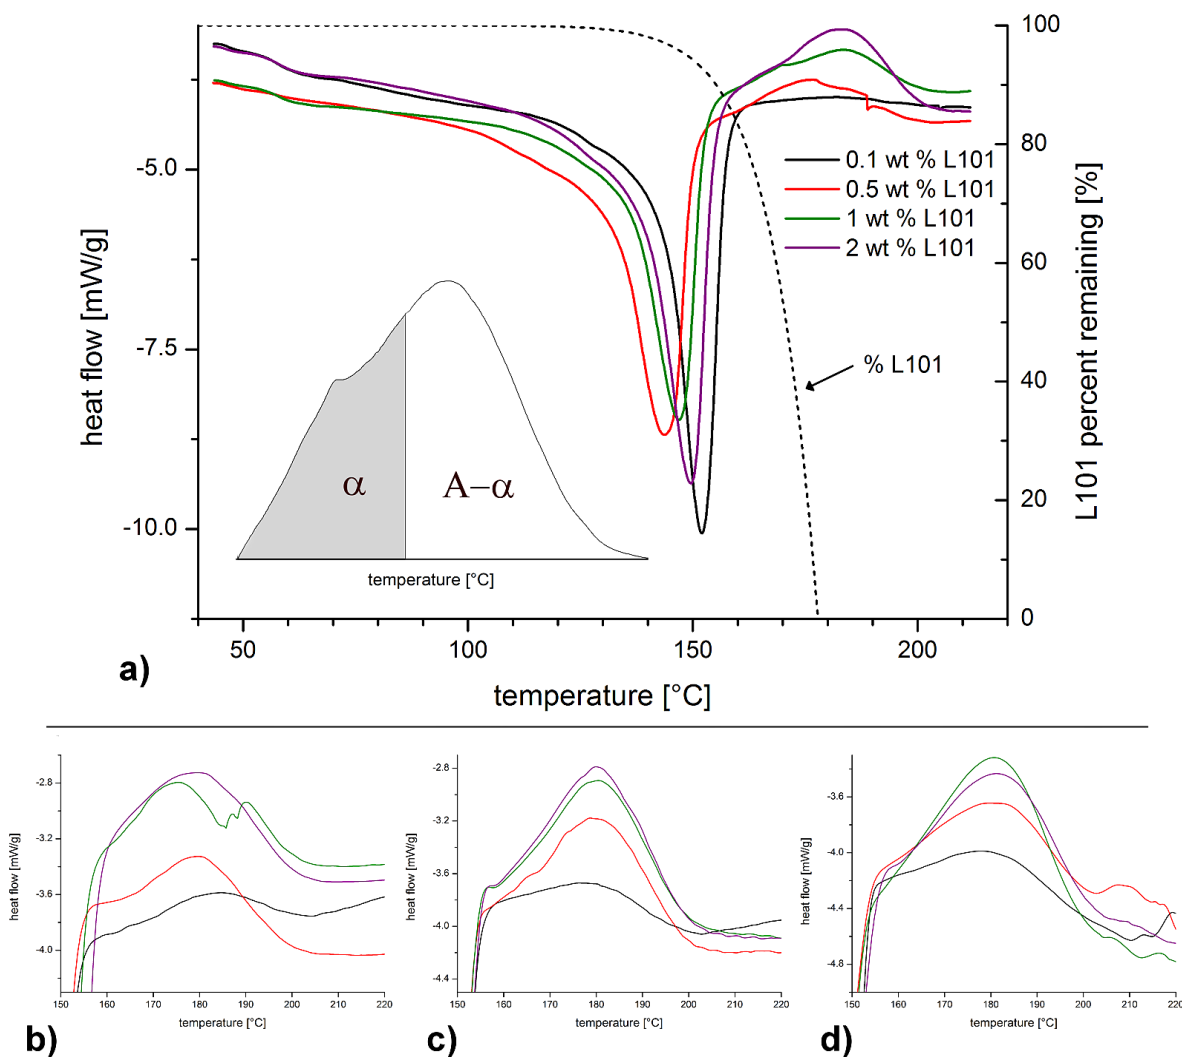 100
80
60
40
20
0
L101 percent remaining [%]
-5.0
-7.5
-10.0
heat flow [mW/g]
0.1 wt % L101
0.5 wt % L101
1 wt % L101
2 wt % L101
% L101
α
A−α
temperature [°C]
50
100
150
200
a)
temperature [°C]
-2.8
-3.2
-3.6
-4.0
heat flow [mW/g]
150
160
170
180
190
200
210
220
temperature [°C]
b)
-2.8
-3.2
-3.6
-4.0
-4.4
heat flow [mW/g]
150
160
170
180
190
200
210
220
temperature [°C]
c)
-3.6
-4.0
-4.4
-4.8
heat flow [mW/g]
150
160
170
180
190
200
210
220
temperature [°C]
d)